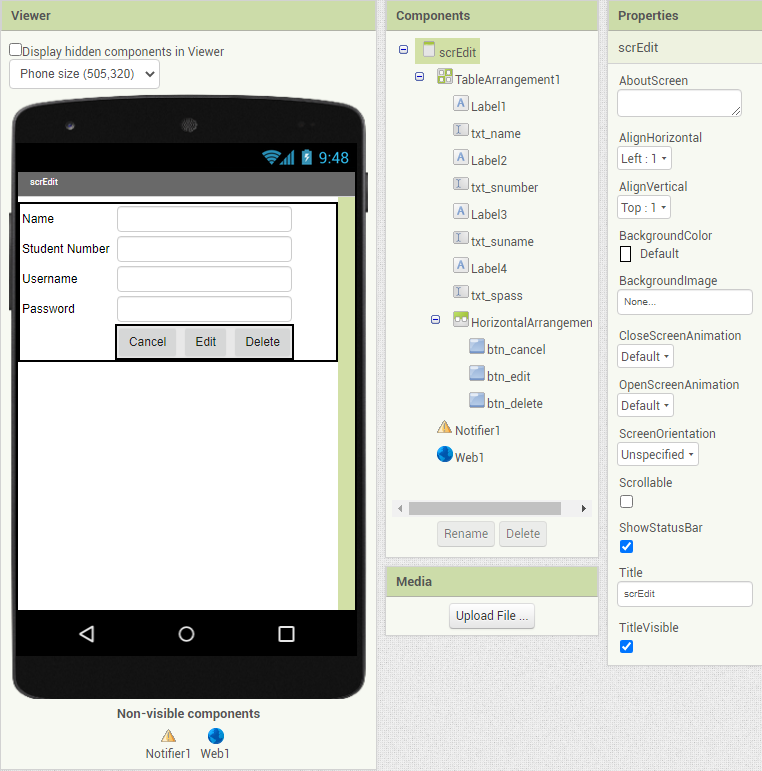 Viewer
Display hidden components in Viewer
Phone size (505,320)
9:48
scrEdit
Name
Student Number
Username
Password
Cancel
Edit
Delete
Non-visible components
Notifier1
Web1
Components
scrEdit
TableArrangement1
A Label1
txt_name
A Label2
txt_snumber
A Label3
txt_suname
A Label4
txt_spass
HorizontalArrangemen
btn_cancel
btn_edit
btn_delete
Notifier1
Web1
Rename
Delete
Media
Upload File ...
Properties
scrEdit
AboutScreen
AlignHorizontal
Left : 1
AlignVertical
Top : 1
BackgroundColor
Default
BackgroundImage
None...
CloseScreenAnimation
Default
OpenScreenAnimation
Default
ScreenOrientation
Unspecified
Scrollable
ShowStatusBar
Title
scrEdit
TitleVisible